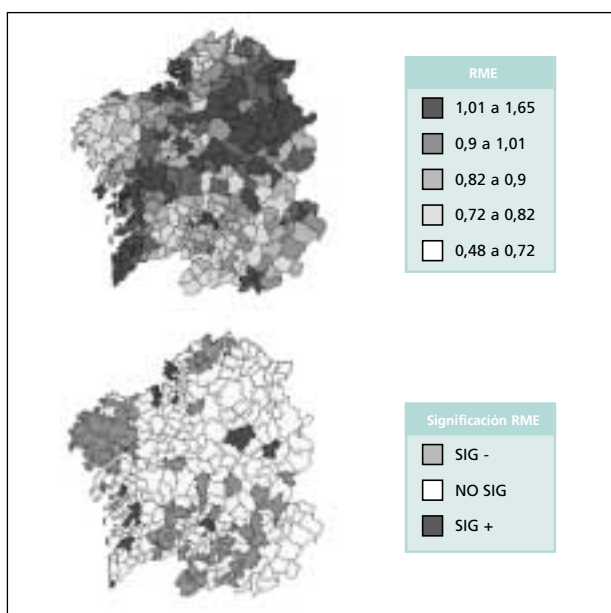 RME
1,01 a 1,65
0,9 a 1,01
0,82 a 0,9
0,72 a 0,82
0,48 a 0,72
Significación RME
SIG -
NO SIG
SIG +